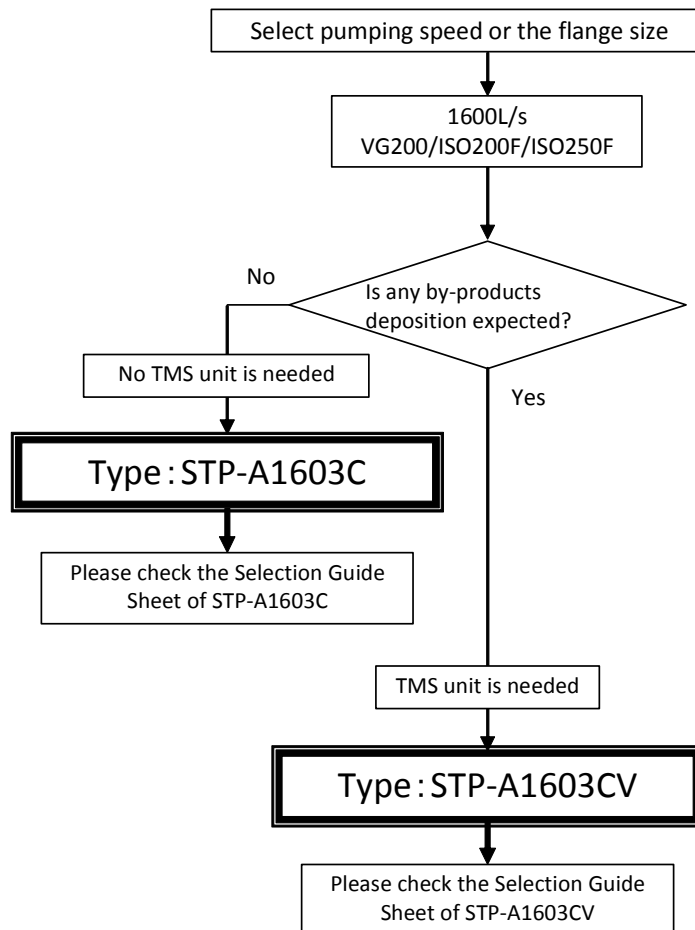 Select pumping speed or the flange size
1600L/s
VG200/ISO200F/ISO250F
No
Is any by-products
deposition expected?
No TMS unit is needed
Yes
Type：STP-A1603C
Please check the Selection Guide
Sheet of STP-A1603C
TMS unit is needed
Type：STP-A1603CV
Please check the Selection Guide
Sheet of STP-A1603CV